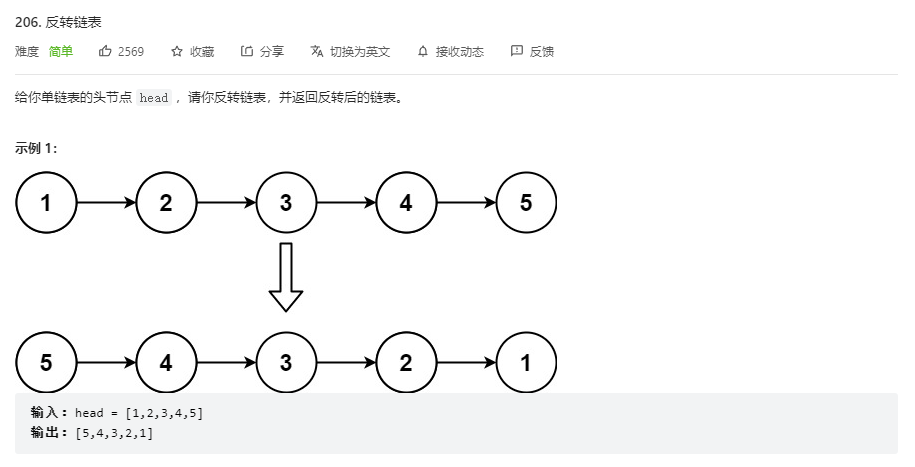 206. 反转链表
难度 简单 2569 收藏 分享 切换为英文 接收动态 反馈
给你单链表的头节点 head ，请你反转链表，并返回反转后的链表。
示例 1：
1 2 3 4 5
5 4 3 2 1
输入：head = [1,2,3,4,5]
输出：[5,4,3,2,1]